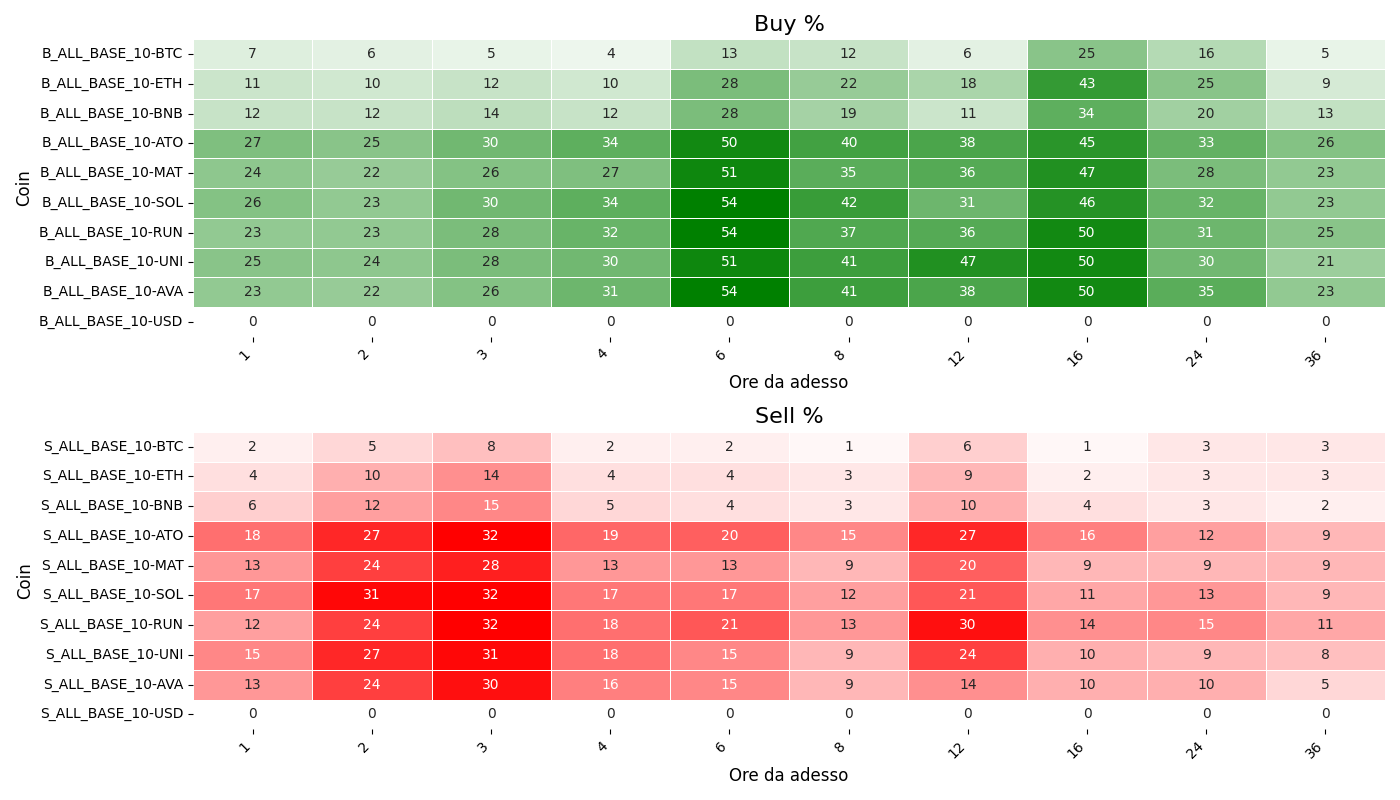 Buy %
Coin
B_ALL_BASE_10-BTC 7 6 5 4 13 12 6 25 16 5
B_ALL_BASE_10-ETH 11 10 12 10 28 22 18 43 25 9
B_ALL_BASE_10-BNB 12 12 14 12 28 19 11 34 20 13
B_ALL_BASE_10-ATO 27 25 30 34 50 40 38 45 33 26
B_ALL_BASE_10-MAT 24 22 26 27 51 35 36 47 28 23
B_ALL_BASE_10-SOL 26 23 30 34 54 42 31 46 32 23
B_ALL_BASE_10-RUN 23 23 28 32 54 37 36 50 31 25
B_ALL_BASE_10-UNI 25 24 28 30 51 41 47 50 30 21
B_ALL_BASE_10-AVA 23 22 26 31 54 41 38 50 35 23
B_ALL_BASE_10-USD 0 0 0 0 0 0 0 0 0 0
1 2 3 4 6 8 12 16 24 36
Ore da adesso
Sell %
Coin
S_ALL_BASE_10-BTC 2 5 8 2 2 1 6 1 3 3
S_ALL_BASE_10-ETH 4 10 14 4 4 3 9 2 3 3
S_ALL_BASE_10-BNB 6 12 15 5 4 3 10 4 3 2
S_ALL_BASE_10-ATO 18 27 32 19 20 15 27 16 12 9
S_ALL_BASE_10-MAT 13 24 28 13 13 9 20 9 9 9
S_ALL_BASE_10-SOL 17 31 32 17 17 12 21 11 13 9
S_ALL_BASE_10-RUN 12 24 32 18 21 13 30 14 15 11
S_ALL_BASE_10-UNI 15 27 31 18 15 9 24 10 9 8
S_ALL_BASE_10-AVA 13 24 30 16 15 9 14 10 10 5
S_ALL_BASE_10-USD 0 0 0 0 0 0 0 0 0 0
1 2 3 4 6 8 12 16 24 36
Ore da adesso